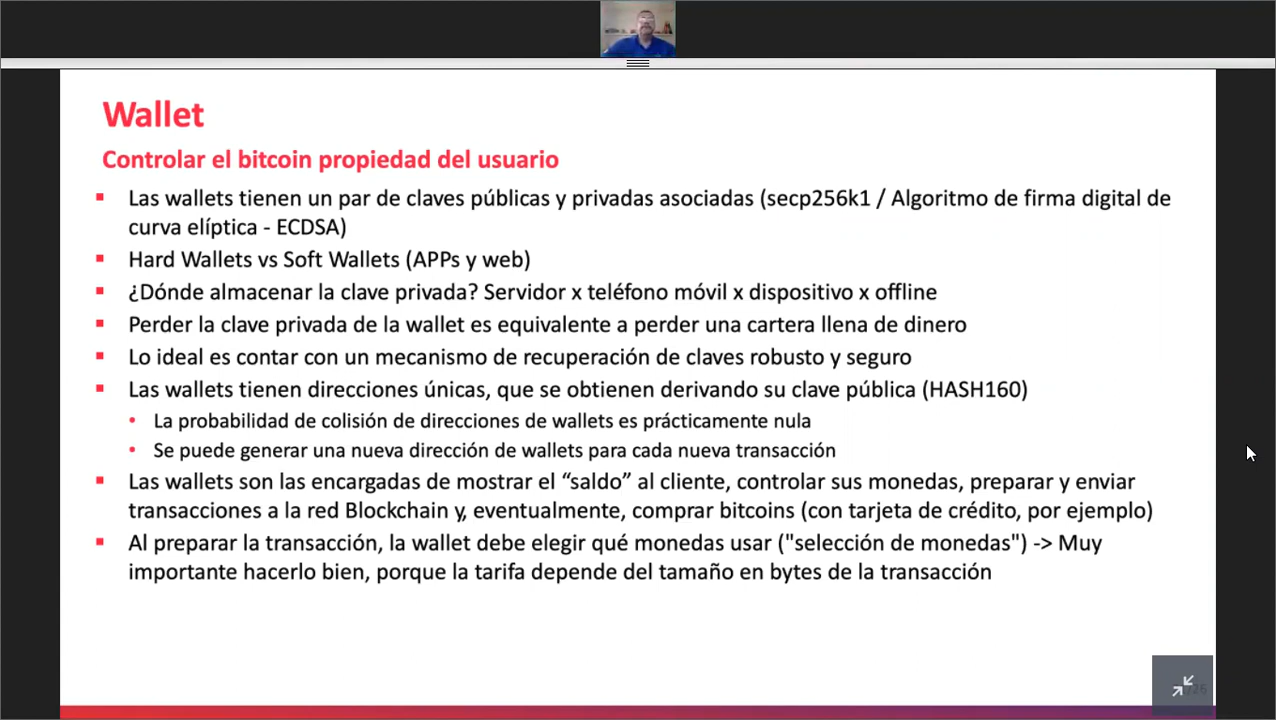 Wallet
Controlar el bitcoin propiedad del usuario
Las wallets tienen un par de claves públicas y privadas asociadas (secp256k1 / Algoritmo de firma digital de
curva elíptica - ECDSA)
Hard Wallets vs Soft Wallets (APPs y web)
¿Dónde almacenar la clave privada? Servidor x teléfono móvil x dispositivo x offline
Perder la clave privada de la wallet es equivalente a perder una cartera llena de dinero
Lo ideal es contar con un mecanismo de recuperación de claves robusto y seguro
Las wallets tienen direcciones únicas, que se obtienen derivando su clave pública (HASH160)
La probabilidad de colisión de direcciones de wallets es prácticamente nula
Se puede generar una nueva dirección de wallets para cada nueva transacción
Las wallets son las encargadas de mostrar el “saldo” al cliente, controlar sus monedas, preparar y enviar
transacciones a la red Blockchain y, eventualmente, comprar bitcoins (con tarjeta de crédito, por ejemplo)
Al preparar la transacción, la wallet debe elegir qué monedas usar ("selección de monedas") -> Muy
importante hacerlo bien, porque la tarifa depende del tamaño en bytes de la transacción